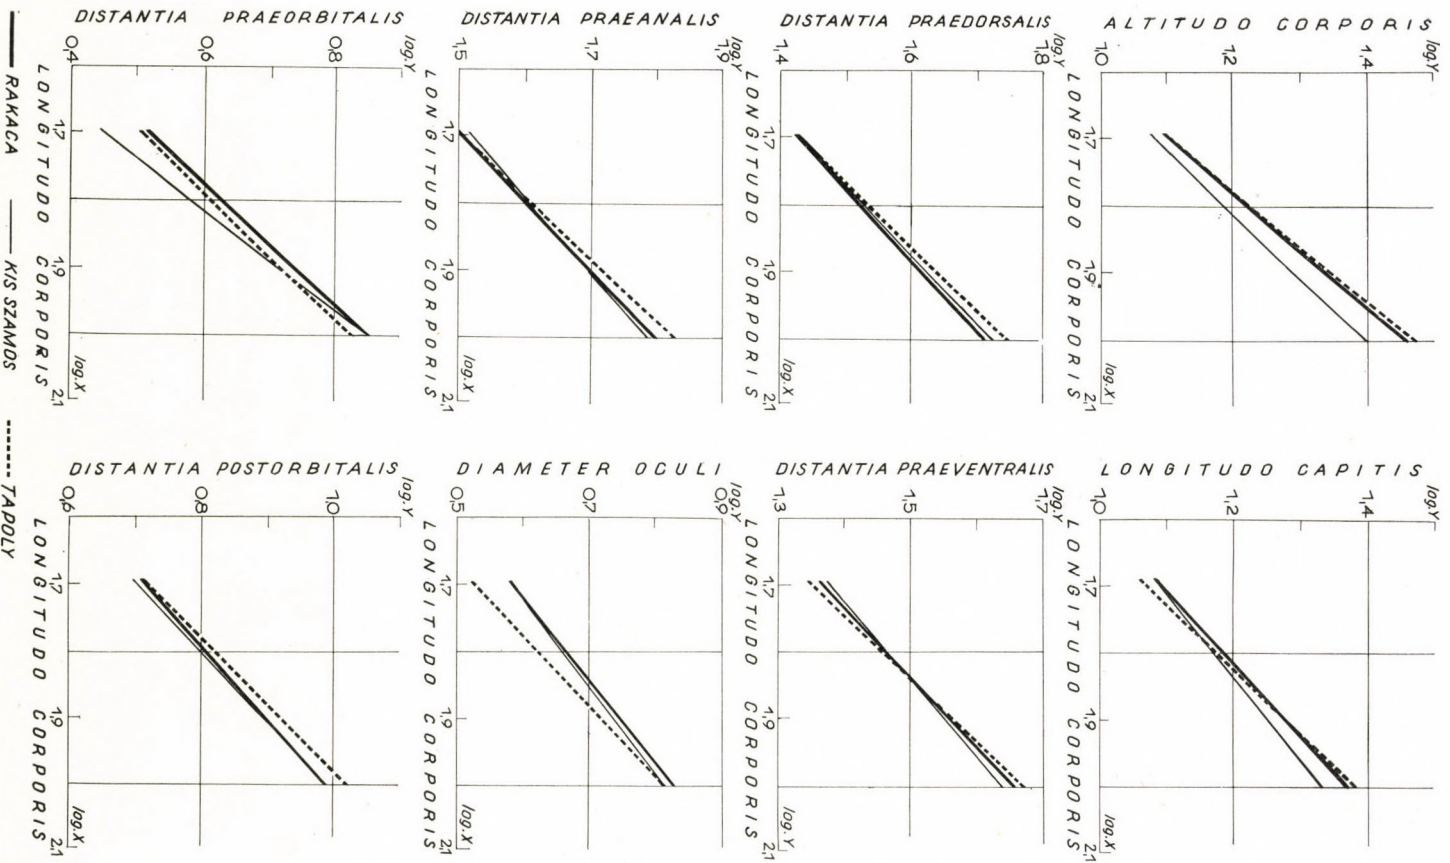 DISTANTIA PRAEORBITALIS
log.Y
0,4 0,6 0,8
LONGITUDO CORPORIS
1,7 1,9 2,1
log.X
DISTANTIA PRAEANALIS
log.Y
1,5 1,7 1,9
LONGITUDO CORPORIS
1,7 1,9 2,1
log.X
DISTANTIA PRAEDORSALIS
log.Y
1,4 1,6 1,8
LONGITUDO CORPORIS
1,7 1,9 2,1
log.X
ALTITUDO CORPORIS
log.Y
1,0 1,2 1,4
LONGITUDO CORPORIS
1,7 1,9 2,1
log.X
DISTANTIA POSTORBITALIS
log.Y
0,6 0,8 1,0
LONGITUDO CORPORIS
1,7 1,9 2,1
log.X
DIAMETER OCULI
log.Y
0,5 0,7 0,9
LONGITUDO CORPORIS
1,7 1,9 2,1
log.X
DISTANTIA PRAEVENTRALIS
log.Y
1,3 1,5 1,7
LONGITUDO CORPORIS
1,7 1,9 2,1
log.Y
LONGITUDO CAPITIS
log.Y
1,0 1,2 1,4
LONGITUDO CORPORIS
1,7 1,9 2,1
log.X
RAKACA KIS SZAMOS TAPOLY